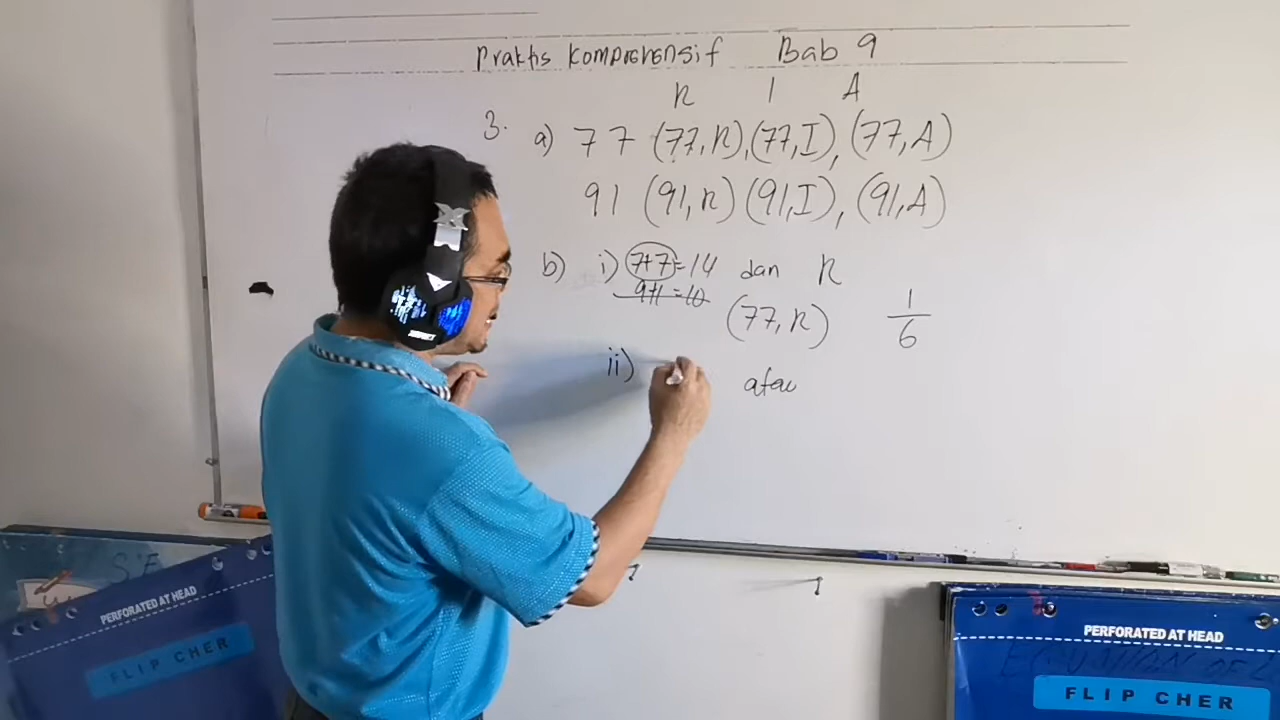 Praktis Komprehensif Bab 9
R I A
3. a) 77 (77,R),(77,I), (77,A)
91 (91,R) (91,I), (91,A)
b) i) 7+7=14 dan R
9+1=10
(77,R) 1/6
ii) atau
PERFORATED AT HEAD
FLIP CHER
PERFORATED AT HEAD
FLIP CHER